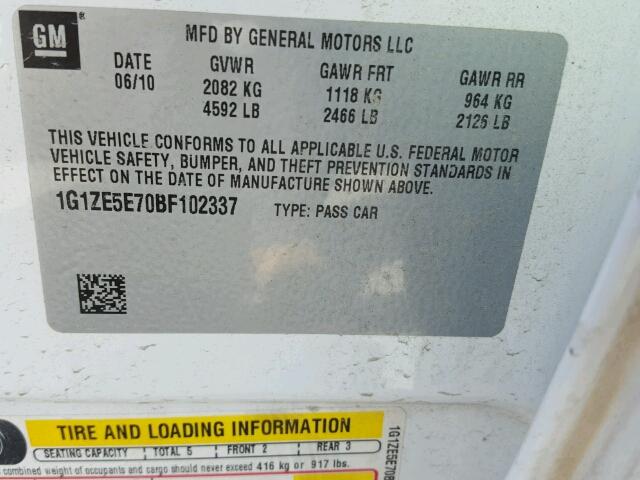 GM
MFD BY GENERAL MOTORS LLC
DATE GVWR GAWR FRT GAWR RR
06/10 2082 KG 1118 KG 964 KG
4592 LB 2466 LB 2126 LB
THIS VEHICLE CONFORMS TO ALL APPLICABLE U.S. FEDERAL MOTOR
VEHICLE SAFETY, BUMPER, AND THEFT PREVENTION STANDARDS IN
EFFECT ON THE DATE OF MANUFACTURE SHOWN ABOVE.
1G1ZE5E70BF102337 TYPE: PASS CAR
TIRE AND LOADING INFORMATION
SEATING CAPACITY TOTAL 5 FRONT 2 REAR 3
combined weight of occupants and cargo should never exceed 416 kg or 917 lbs.
1G1ZE5E70B